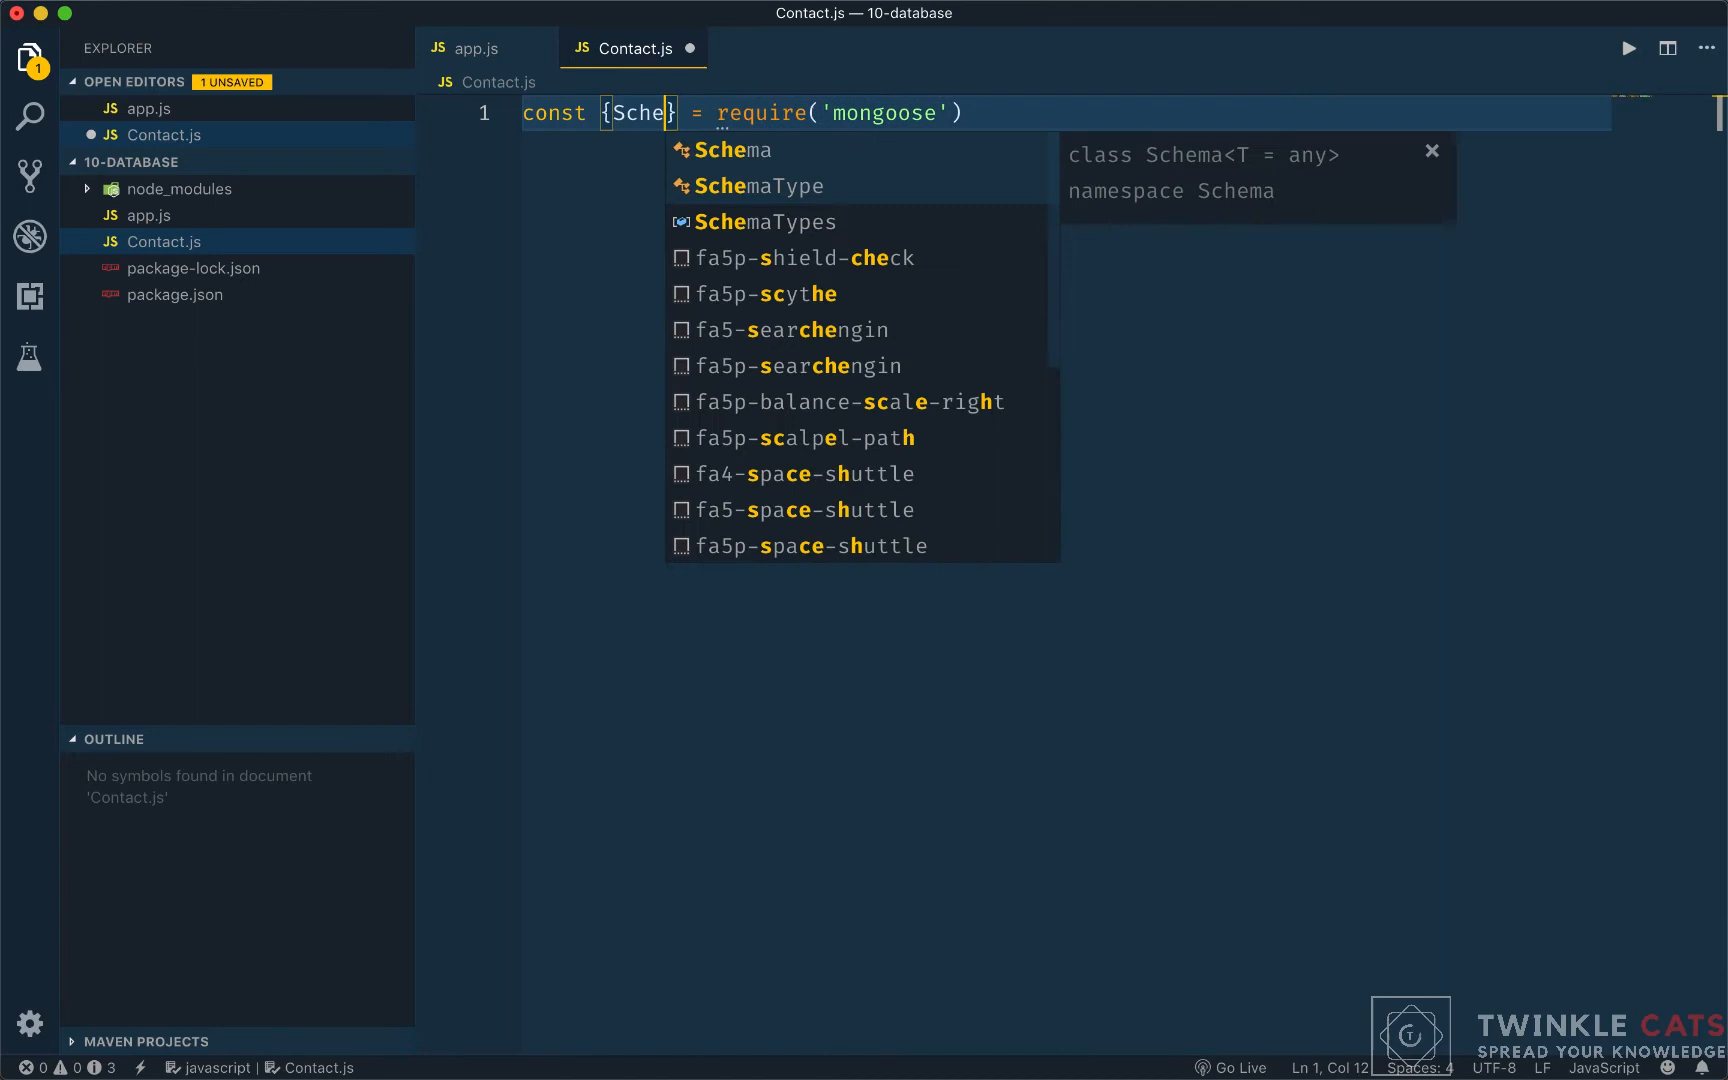 Contact.js — 10-database
EXPLORER
OPEN EDITORS 1 UNSAVED
JS app.js
JS Contact.js
10-DATABASE
node_modules
JS app.js
JS Contact.js
package-lock.json
package.json
OUTLINE
No symbols found in document
'Contact.js'
MAVEN PROJECTS
1
JS app.js
JS Contact.js
JS Contact.js
1 const {Sche} = require('mongoose')
Schema
SchemaType
SchemaTypes
fa5p-shield-check
fa5p-scythe
fa5-searchengin
fa5p-searchengin
fa5p-balance-scale-right
fa5p-scalpel-path
fa4-space-shuttle
fa5-space-shuttle
fa5p-space-shuttle
class Schema<T = any>
namespace Schema
TWINKLE CATS
SPREAD YOUR KNOWLEDGE
0 0 3 javascript | Contact.js Go Live Ln 1, Col 12 Spaces: 4 UTF-8 LF JavaScript